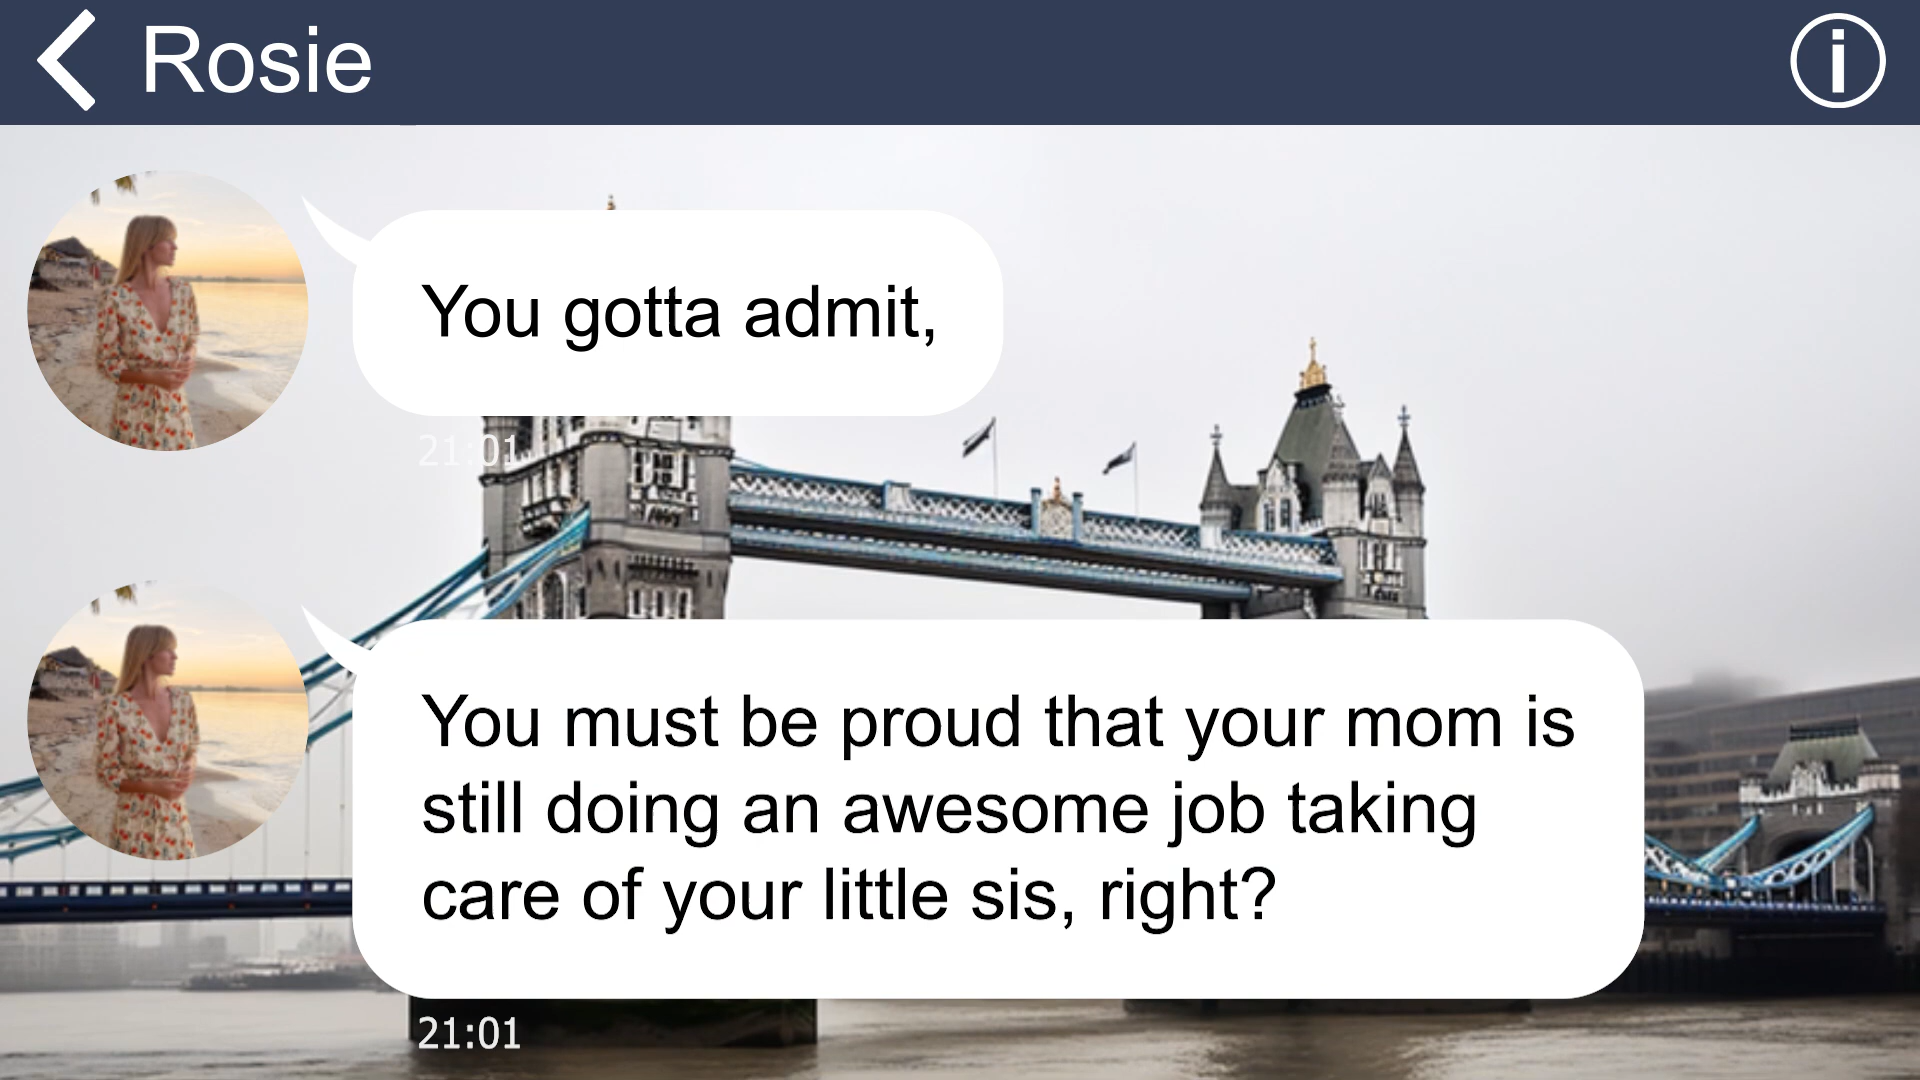 Rosie
You gotta admit,
21:01
You must be proud that your mom is
still doing an awesome job taking
care of your little sis, right?
21:01